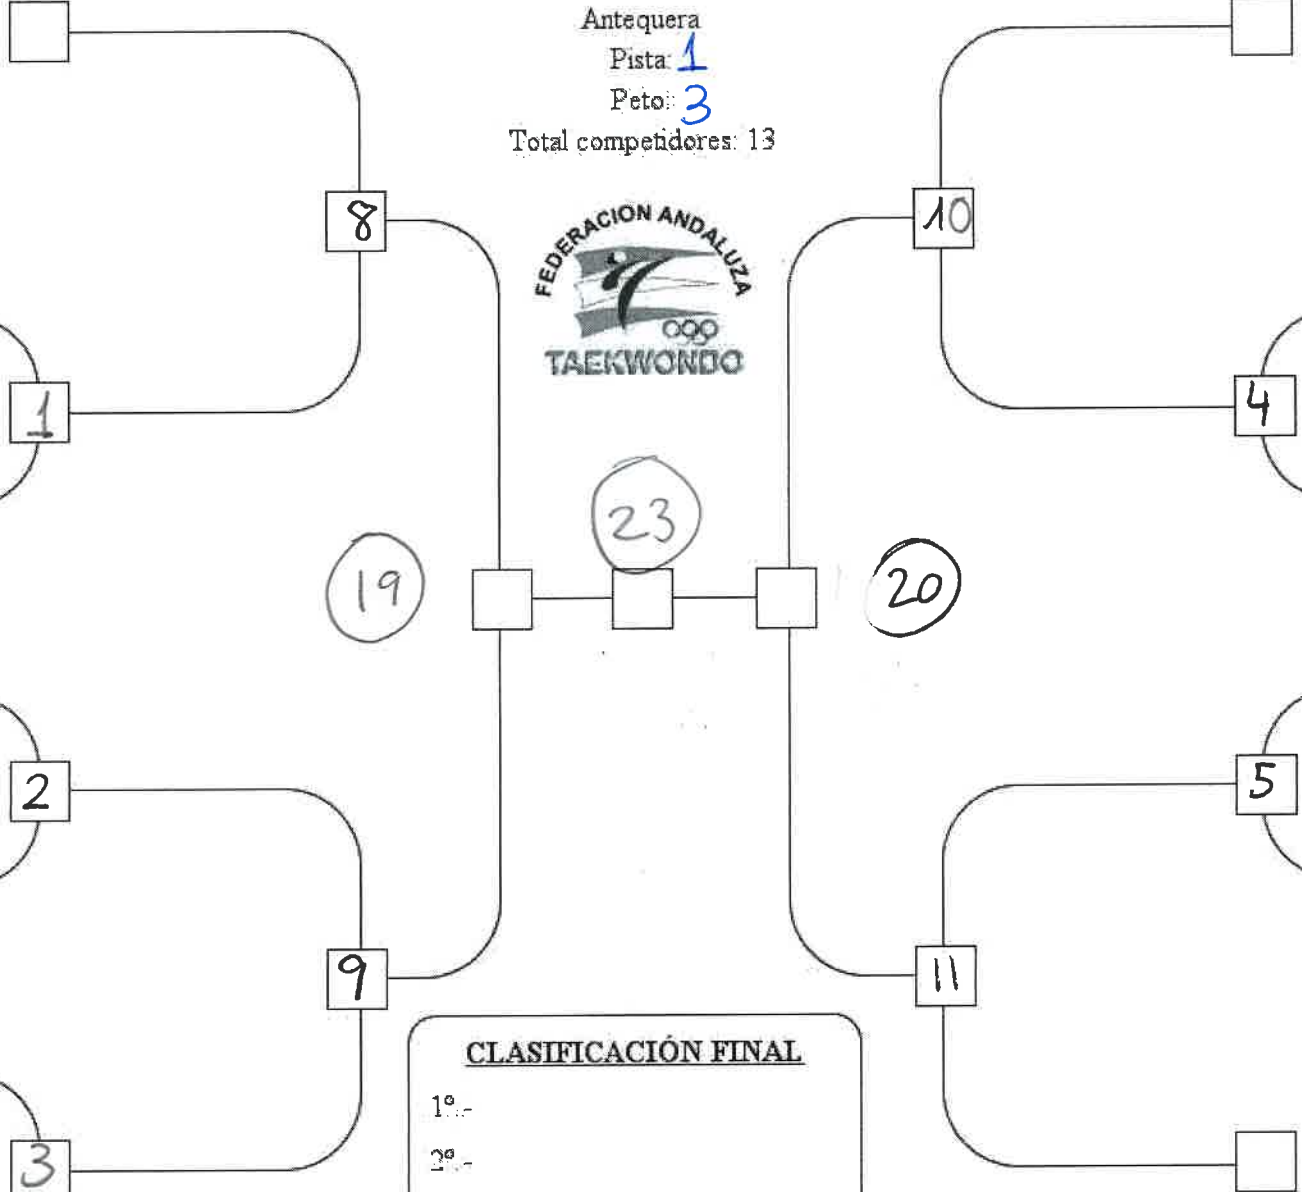 Antequera
Pista: 1
Peto: 3
Total competidores: 13
8
10
FEDERACION ANDALUZA
TAEKWONDO
1
4
23
19
20
2
5
9
11
CLASIFICACIÓN FINAL
1º.-
2º.-
3